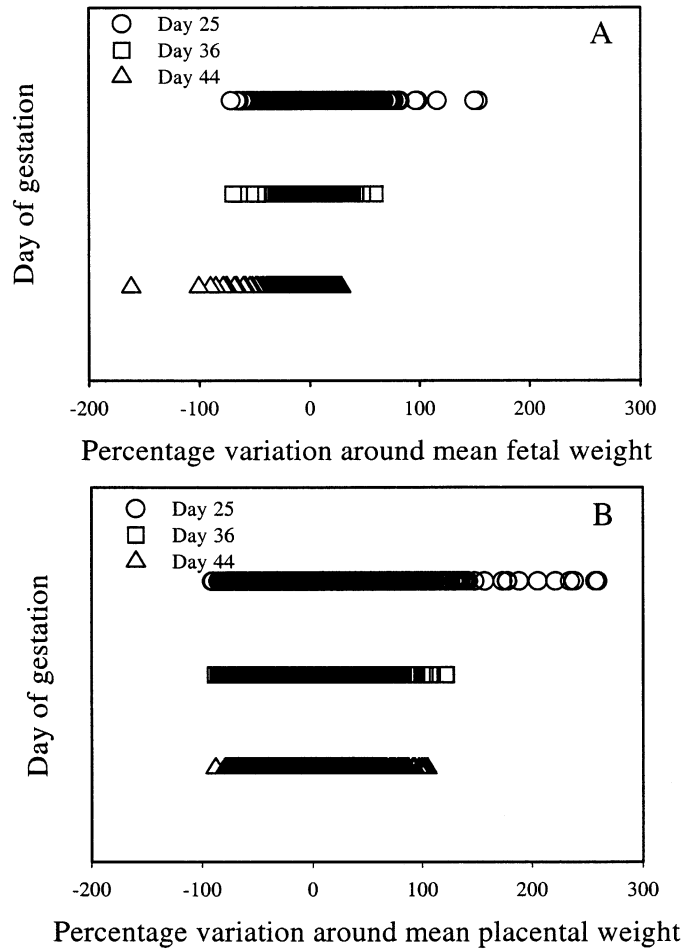 A
Day 25
Day 36
Day 44
Day of gestation
-200 -100 0 100 200 300
Percentage variation around mean fetal weight
B
Day 25
Day 36
Day 44
Day of gestation
-200 -100 0 100 200 300
Percentage variation around mean placental weight